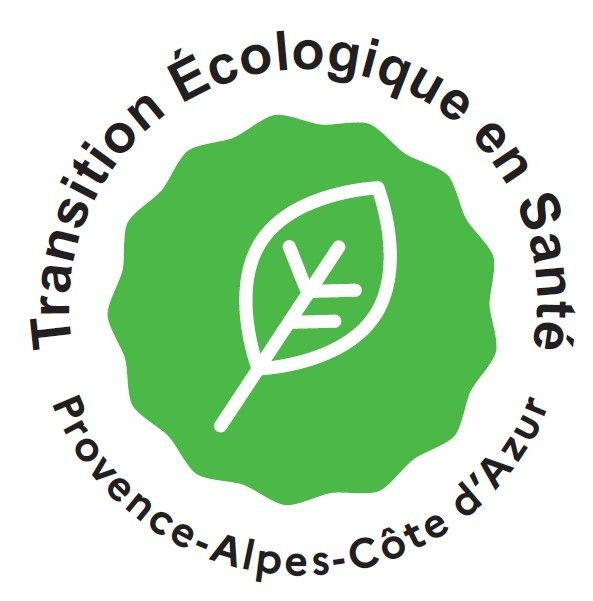 Transition Écologique en Santé
Provence-Alpes-Côte d'Azur